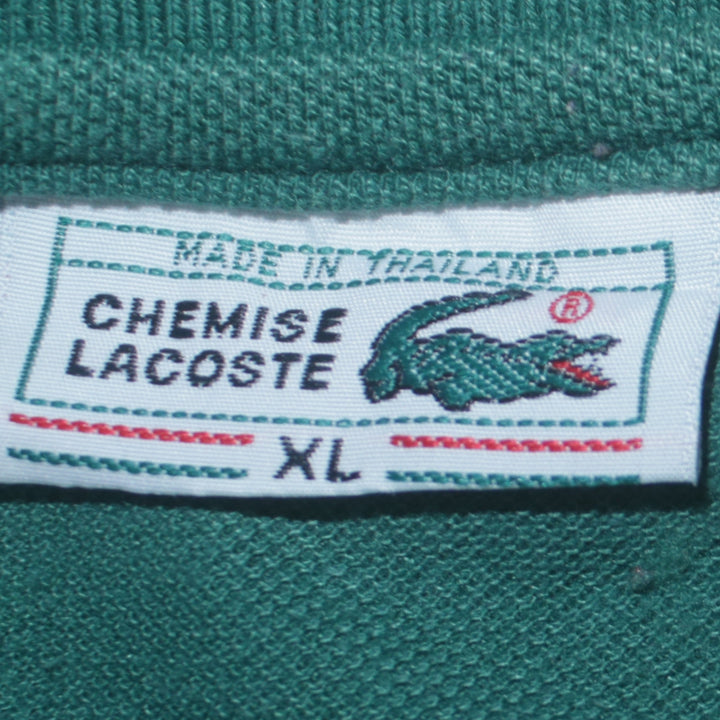 MADE IN THAILAND
CHEMISE
LACOSTE
®
XL